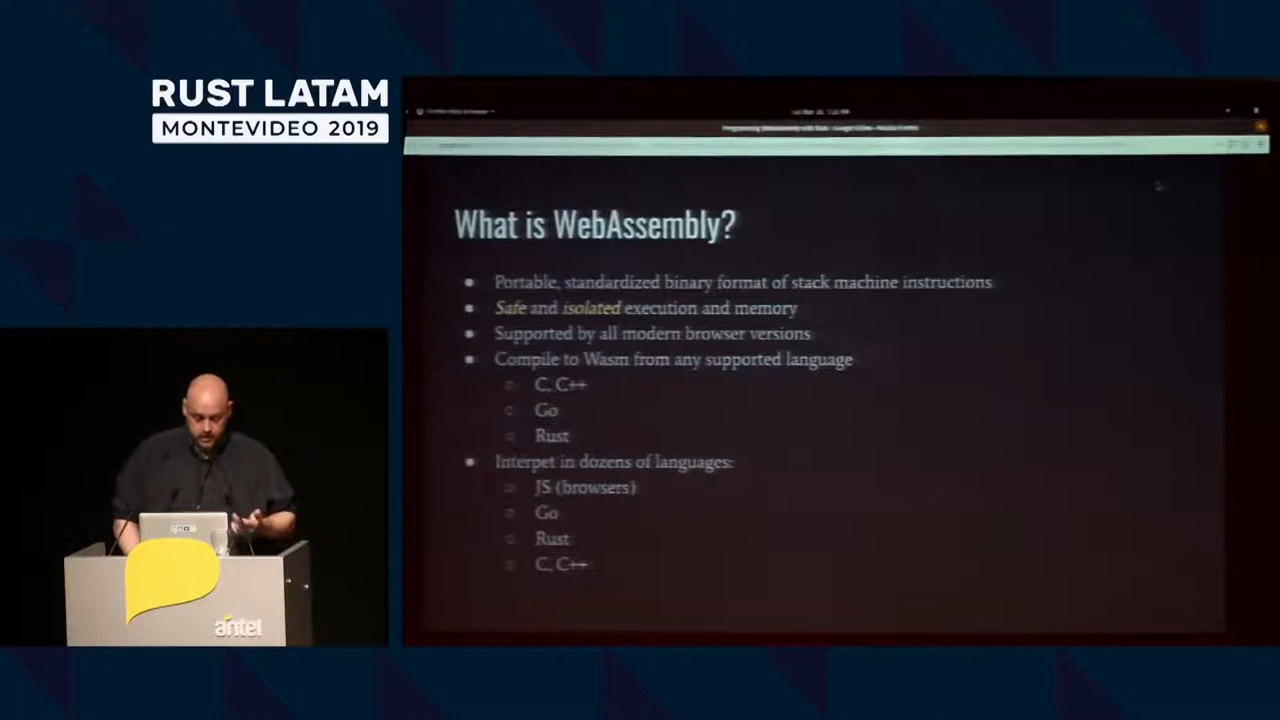 RUST LATAM
MONTEVIDEO 2019
What is WebAssembly?
● Portable, standardized binary format of stack machine instructions
● Safe and isolated execution and memory
● Supported by all modern browser versions
● Compile to Wasm from any supported language
○ C, C++
○ Go
○ Rust
● Interpet in dozens of languages:
○ JS (browsers)
○ Go
○ Rust
○ C, C++
antel